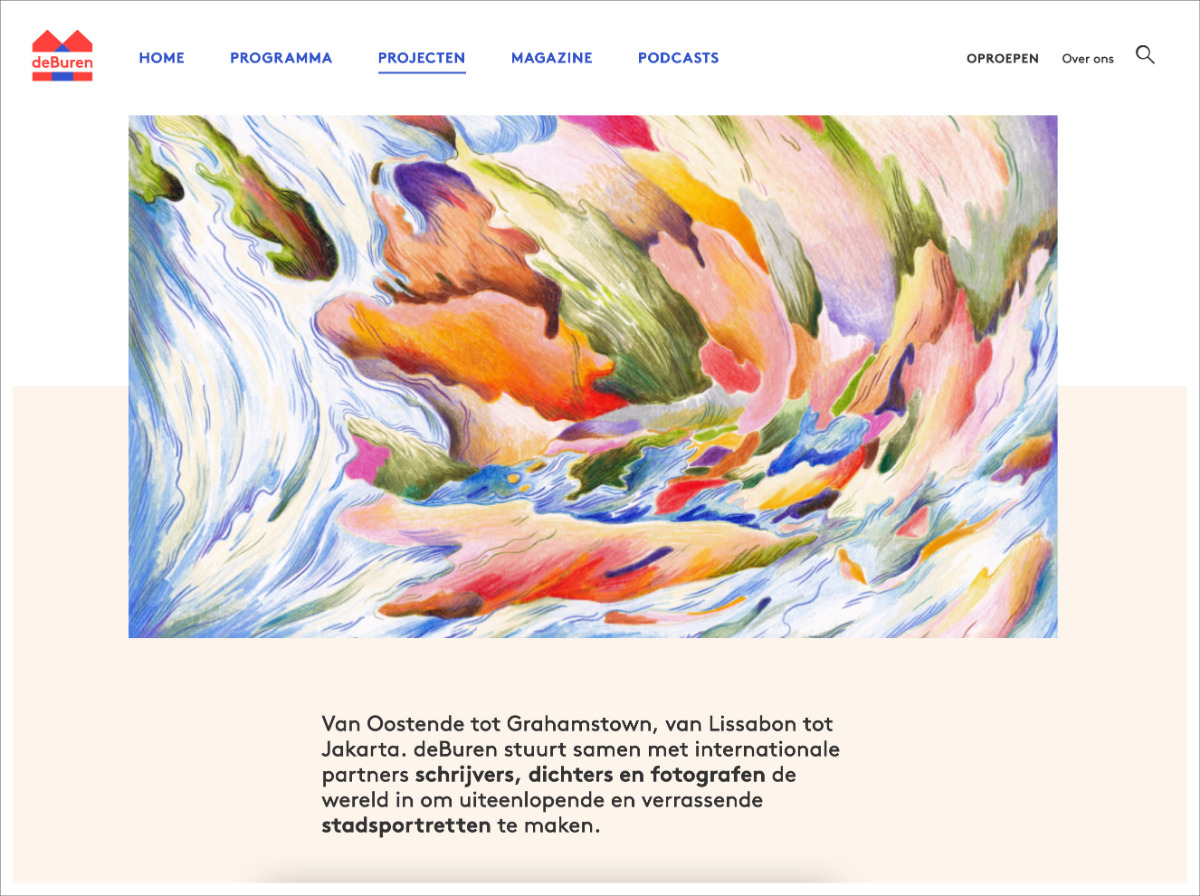 deBuren
HOME PROGRAMMA PROJECTEN MAGAZINE PODCASTS OPROEPEN Over ons
Van Oostende tot Grahamstown, van Lissabon tot
Jakarta. deBuren stuurt samen met internationale
partners schrijvers, dichters en fotografen de
wereld in om uiteenlopende en verrassende
stadsportretten te maken.